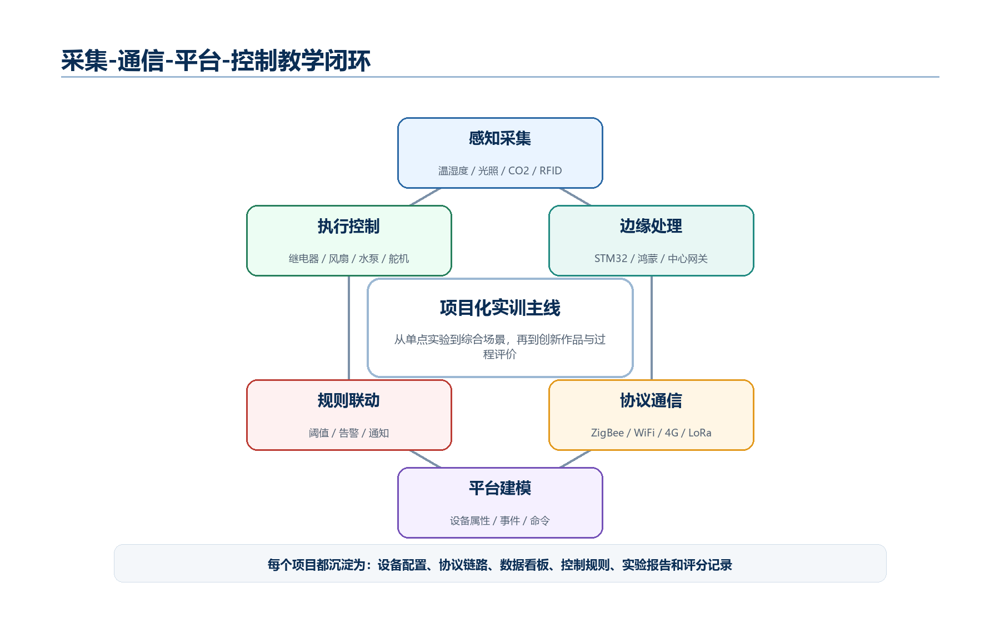 采集-通信-平台-控制教学闭环
感知采集
温湿度 / 光照 / CO2 / RFID
执行控制
继电器 / 风扇 / 水泵 / 舵机
边缘处理
STM32 / 鸿蒙 / 中心网关
项目化实训主线
从单点实验到综合场景，再到创新作品与过
程评价
规则联动
阈值 / 告警 / 通知
协议通信
ZigBee / WiFi / 4G / LoRa
平台建模
设备属性 / 事件 / 命令
每个项目都沉淀为：设备配置、协议链路、数据看板、控制规则、实验报告和评分记录